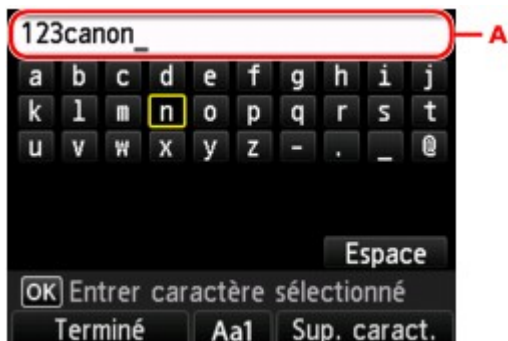 123canon_
A
a b c d e f g h i j
k l m n o p q r s t
u v w x y z - . _ @
Espace
OK Entrer caractère sélectionné
Terminé Aa1 Sup. caract.